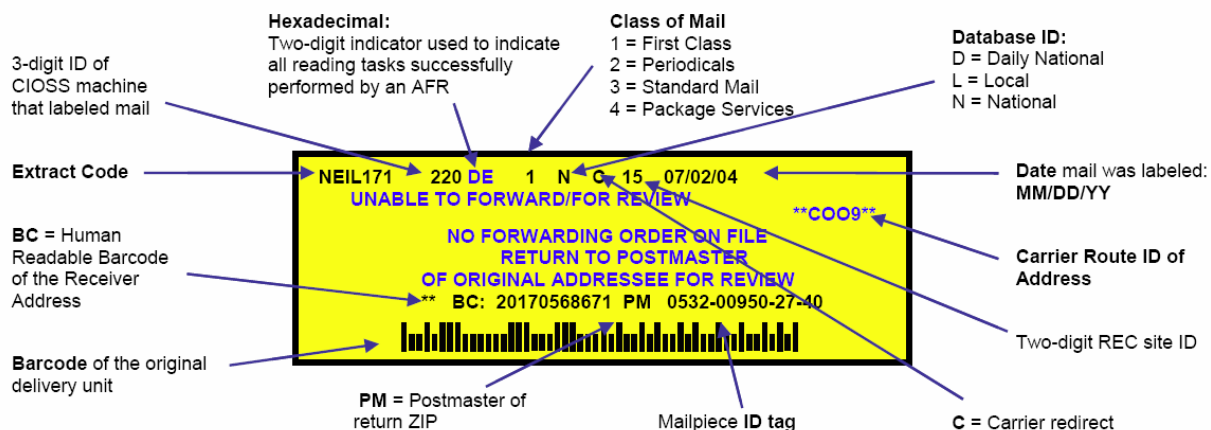 Hexadecimal:
Two-digit indicator used to indicate
all reading tasks successfully
performed by an AFR
Class of Mail
1 = First Class
2 = Periodicals
3 = Standard Mail
4 = Package Services
Database ID:
D = Daily National
L = Local
N = National
3-digit ID of
CIOSS machine
that labeled mail
Extract Code
NEIL171 220 DE 1 N C 15 07/02/04
UNABLE TO FORWARD/FOR REVIEW
**COO9**
NO FORWARDING ORDER ON FILE
RETURN TO POSTMASTER
OF ORIGINAL ADDRESSEE FOR REVIEW
** BC: 20170568671 PM 0532-00950-27-40
Date mail was labeled:
MM/DD/YY
BC = Human
Readable Barcode
of the Receiver
Address
Carrier Route ID of
Address
Barcode of the original
delivery unit
Two-digit REC site ID
PM = Postmaster of
return ZIP
Mailpiece ID tag
C = Carrier redirect